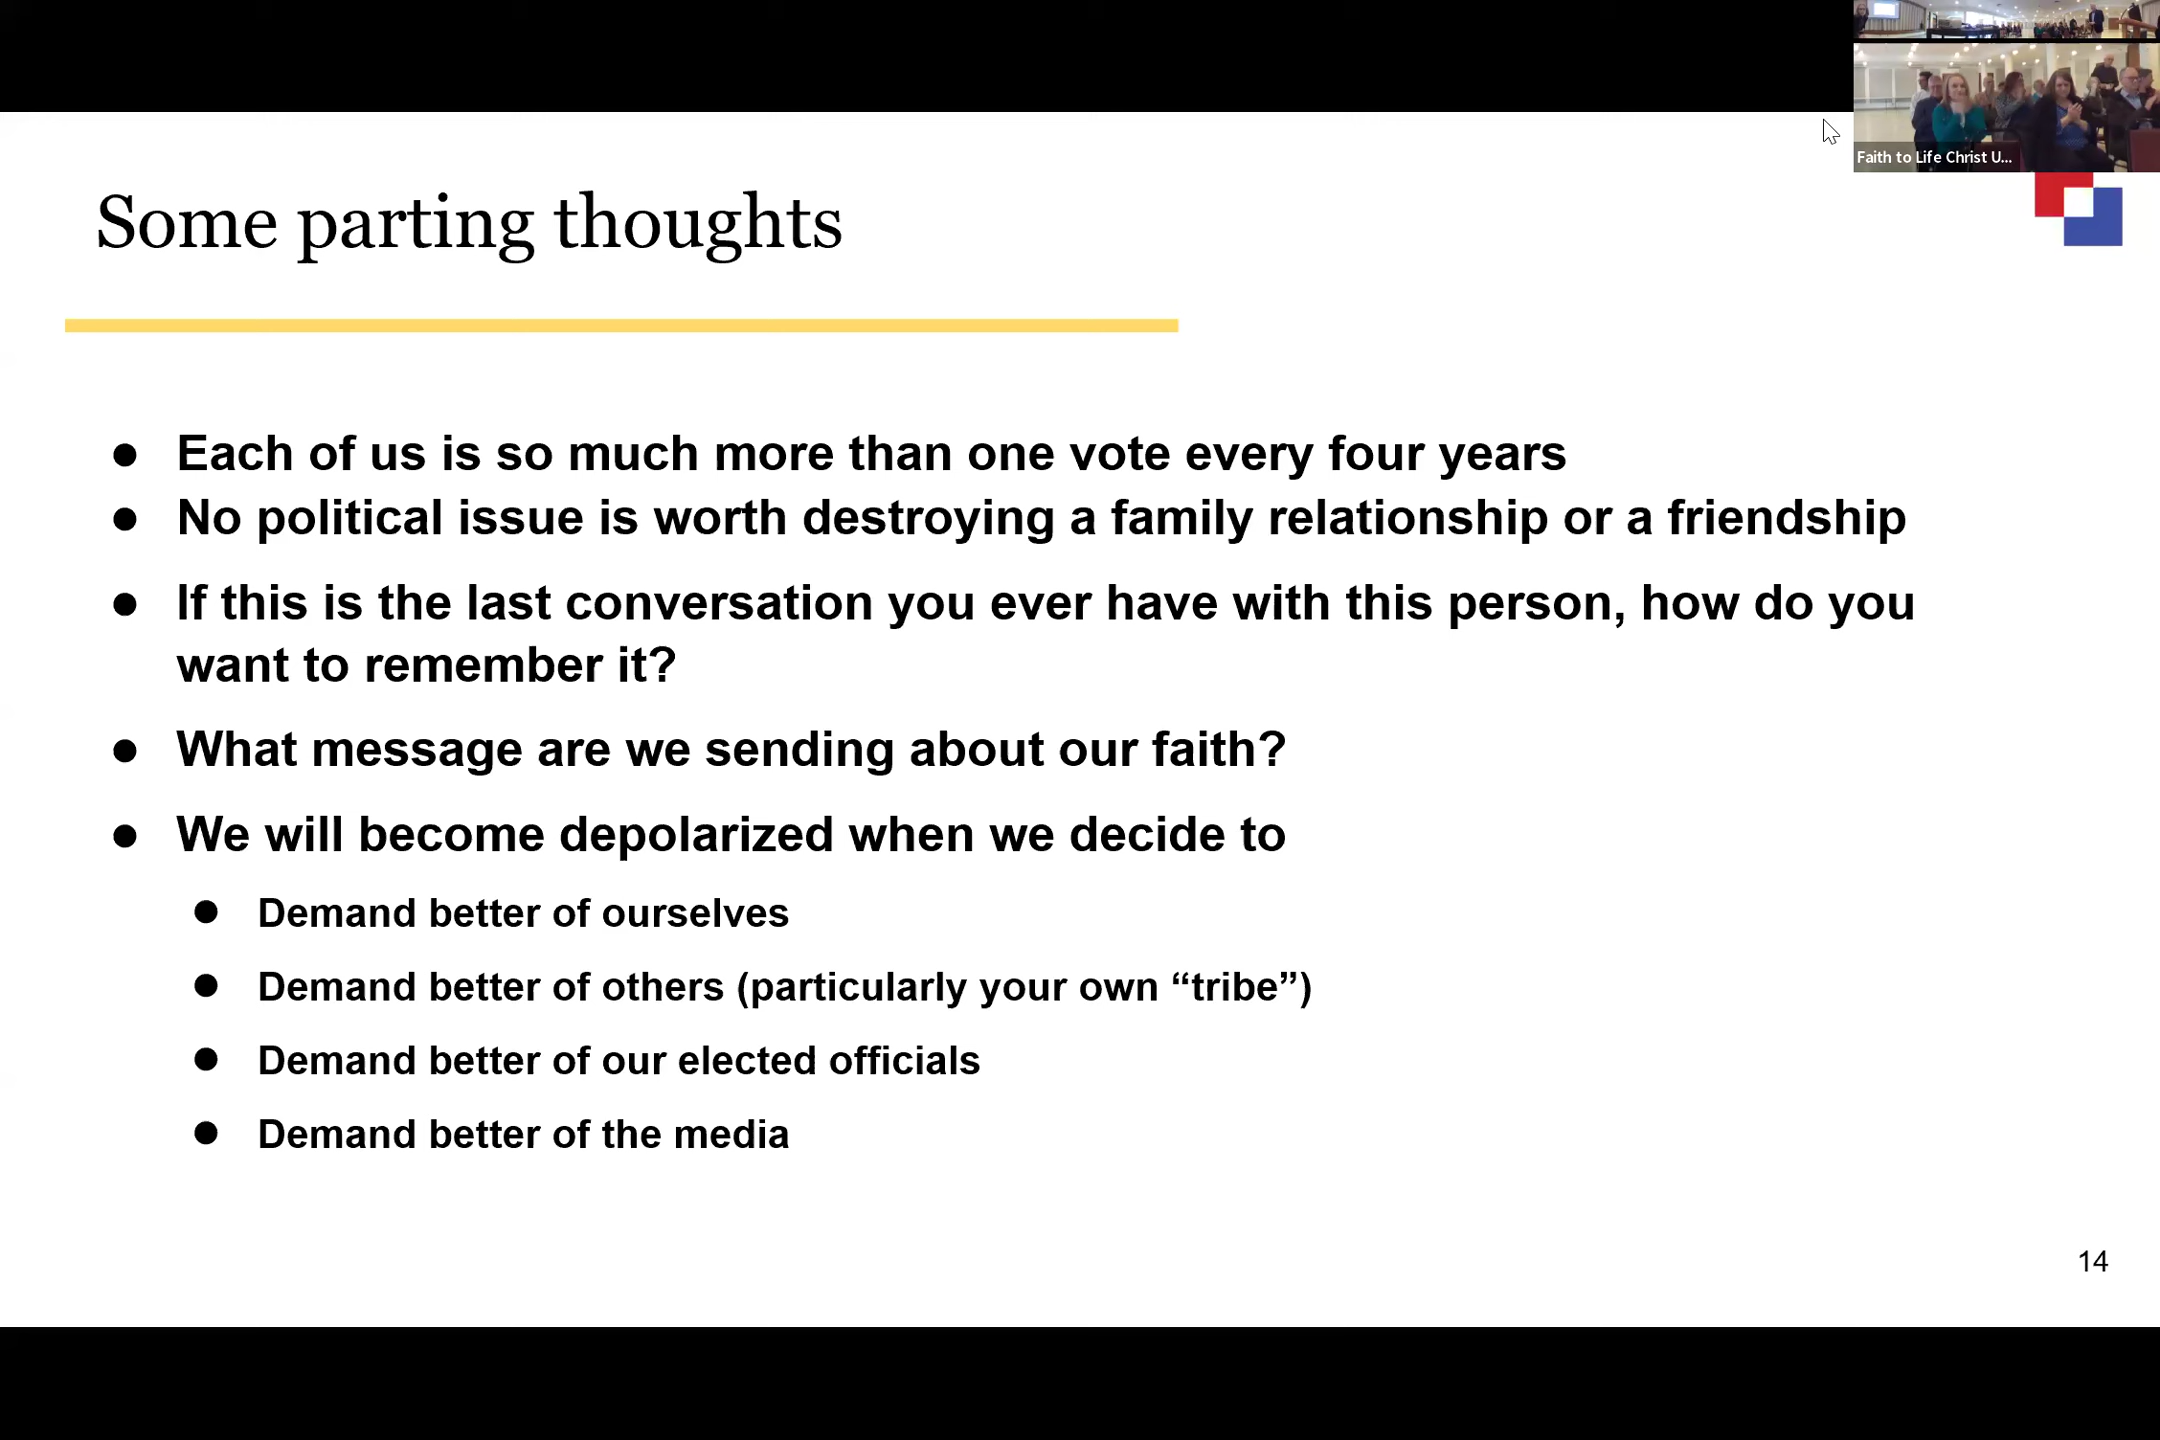 Faith to Life Christ U...
Some parting thoughts
● Each of us is so much more than one vote every four years
● No political issue is worth destroying a family relationship or a friendship
● If this is the last conversation you ever have with this person, how do you
want to remember it?
● What message are we sending about our faith?
● We will become depolarized when we decide to
● Demand better of ourselves
● Demand better of others (particularly your own “tribe”)
● Demand better of our elected officials
● Demand better of the media
14